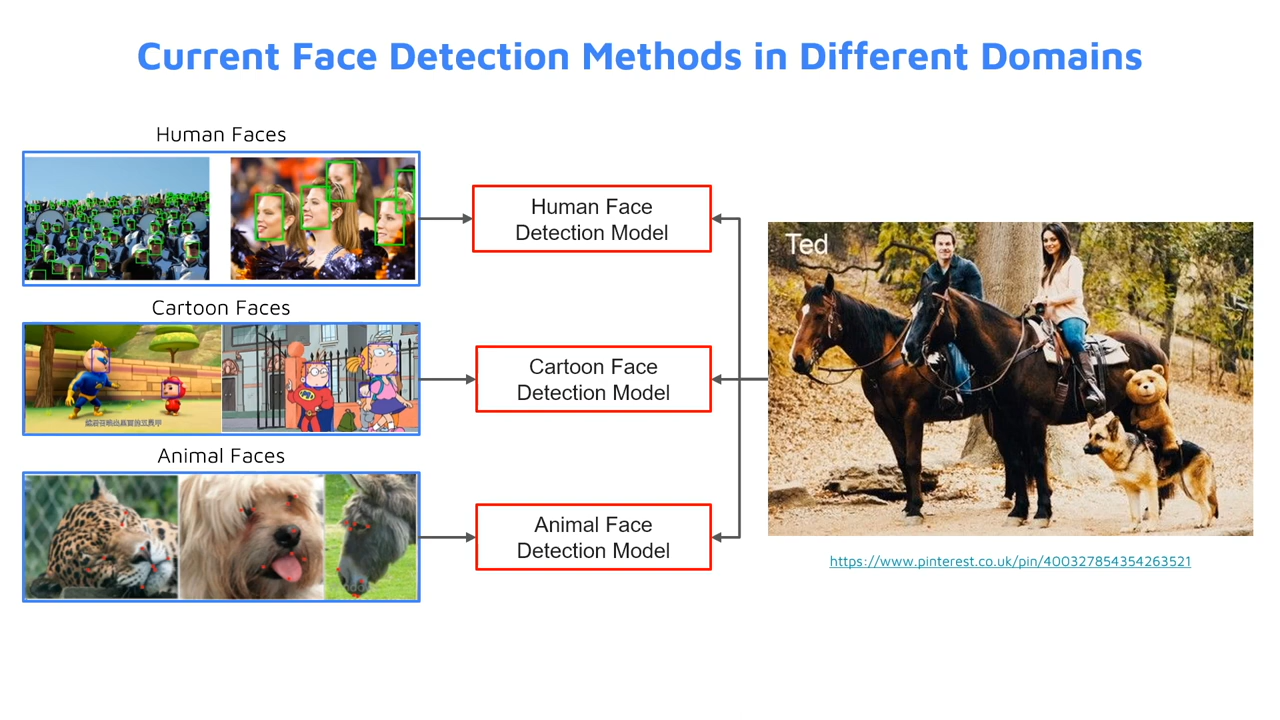 Current Face Detection Methods in Different Domains
Human Faces
Human Face
Detection Model
Cartoon Faces
Cartoon Face
Detection Model
Animal Faces
Animal Face
Detection Model
Ted
https://www.pinterest.co.uk/pin/400327854354263521